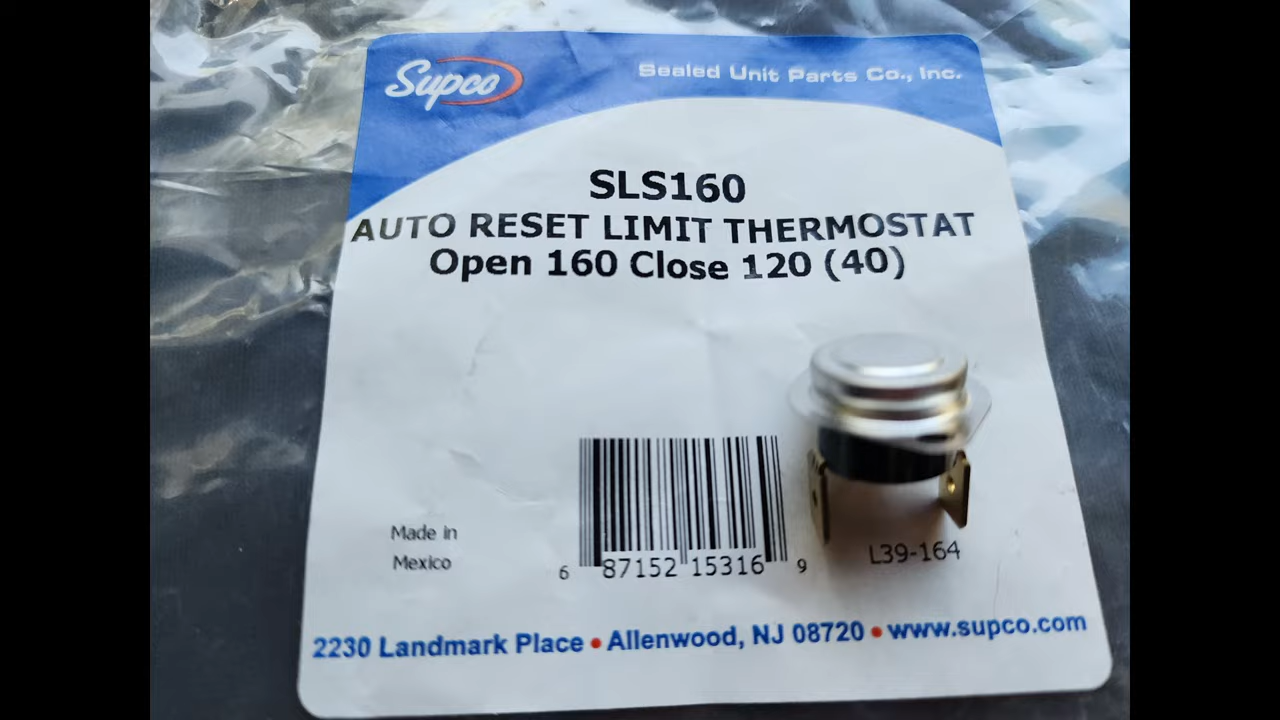 Supco
Sealed Unit Parts Co., Inc.
SLS160
AUTO RESET LIMIT THERMOSTAT
Open 160 Close 120 (40)
Made in
Mexico
6 87152 15316 9
L39-164
2230 Landmark Place • Allenwood, NJ 08720 • www.supco.com